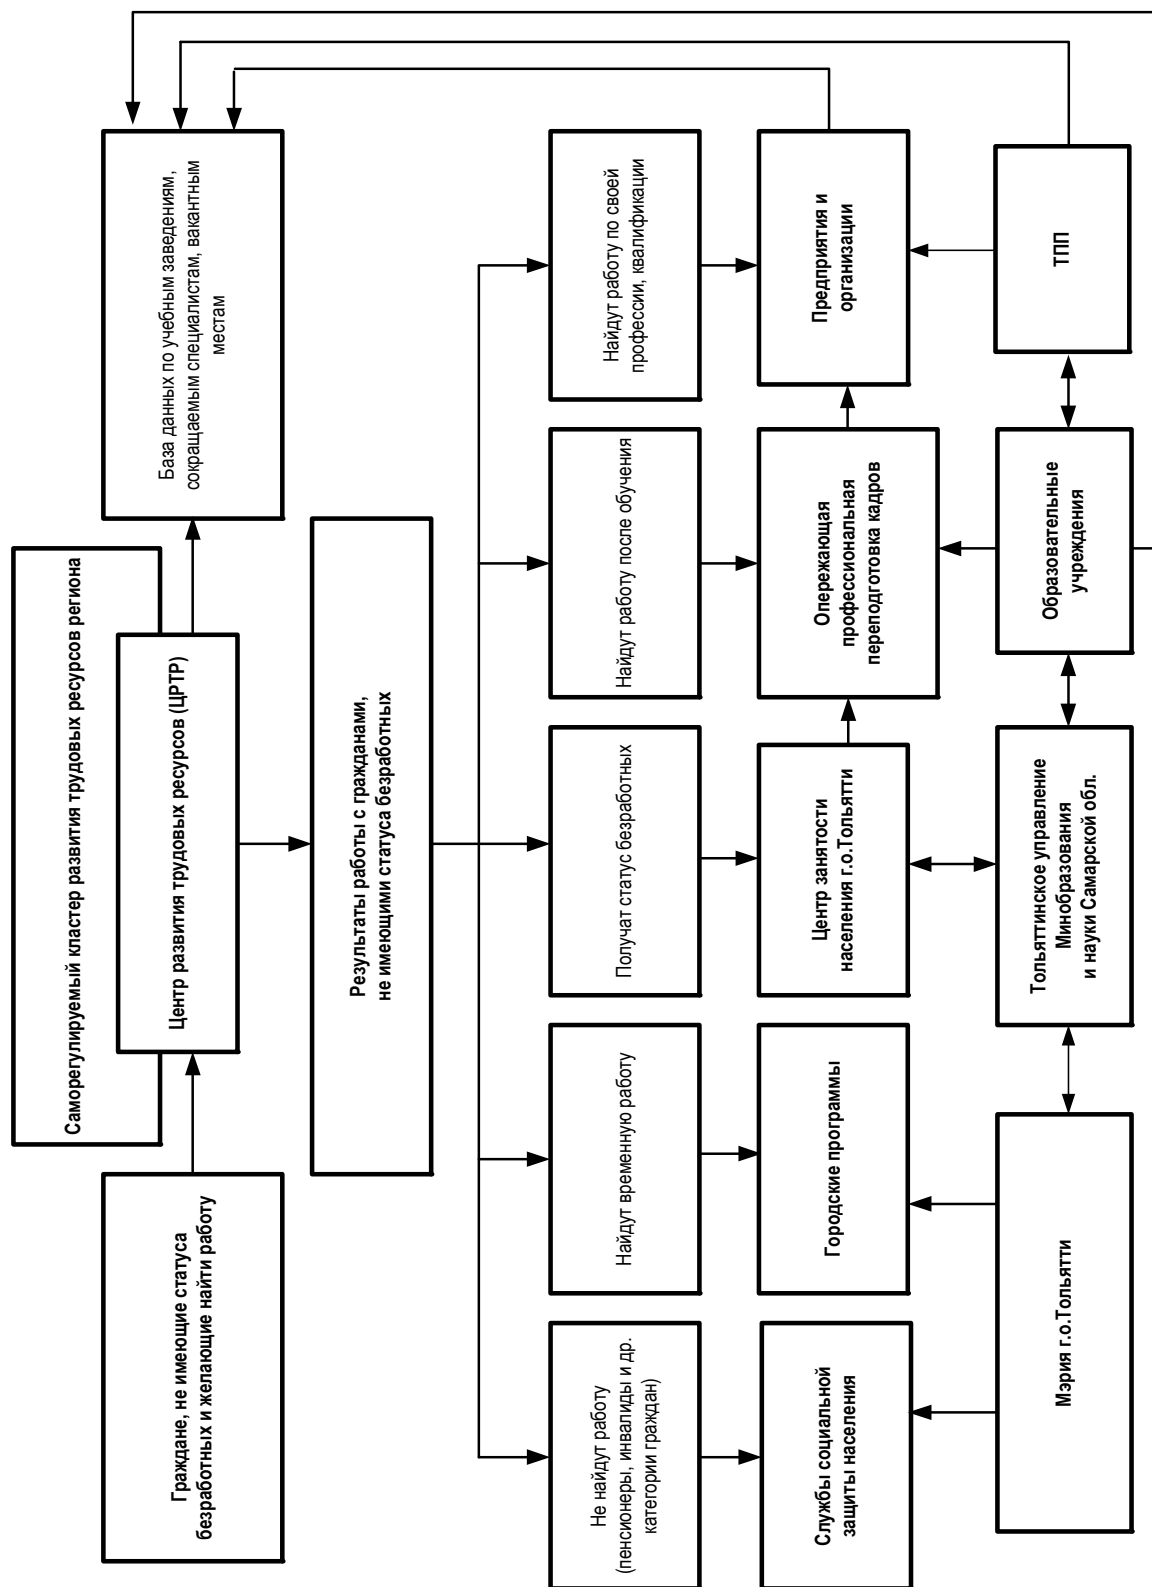 Саморегулируемый кластер развития трудовых ресурсов региона
Граждане, не имеющие статуса
безработных и желающие найти работу
Центр развития трудовых ресурсов (ЦРТР)
База данных по учебным заведениям,
сокращаемым специалистам, вакантным
местам
Результаты работы с гражданами,
не имеющими статуса безработных
Не найдут работу
(пенсионеры, инвалиды и др.
категории граждан)
Найдут временную работу
Получат статус безработных
Найдут работу после обучения
Найдут работу по своей
профессии, квалификации
Службы социальной
защиты населения
Городские программы
Центр занятости
населения г.о.Тольятти
Опережающая
профессиональная
переподготовка кадров
Предприятия и
организации
Мэрия г.о.Тольятти
Тольяттинское управление
Минобразования
и науки Самарской обл.
Образовательные
учреждения
ТПП